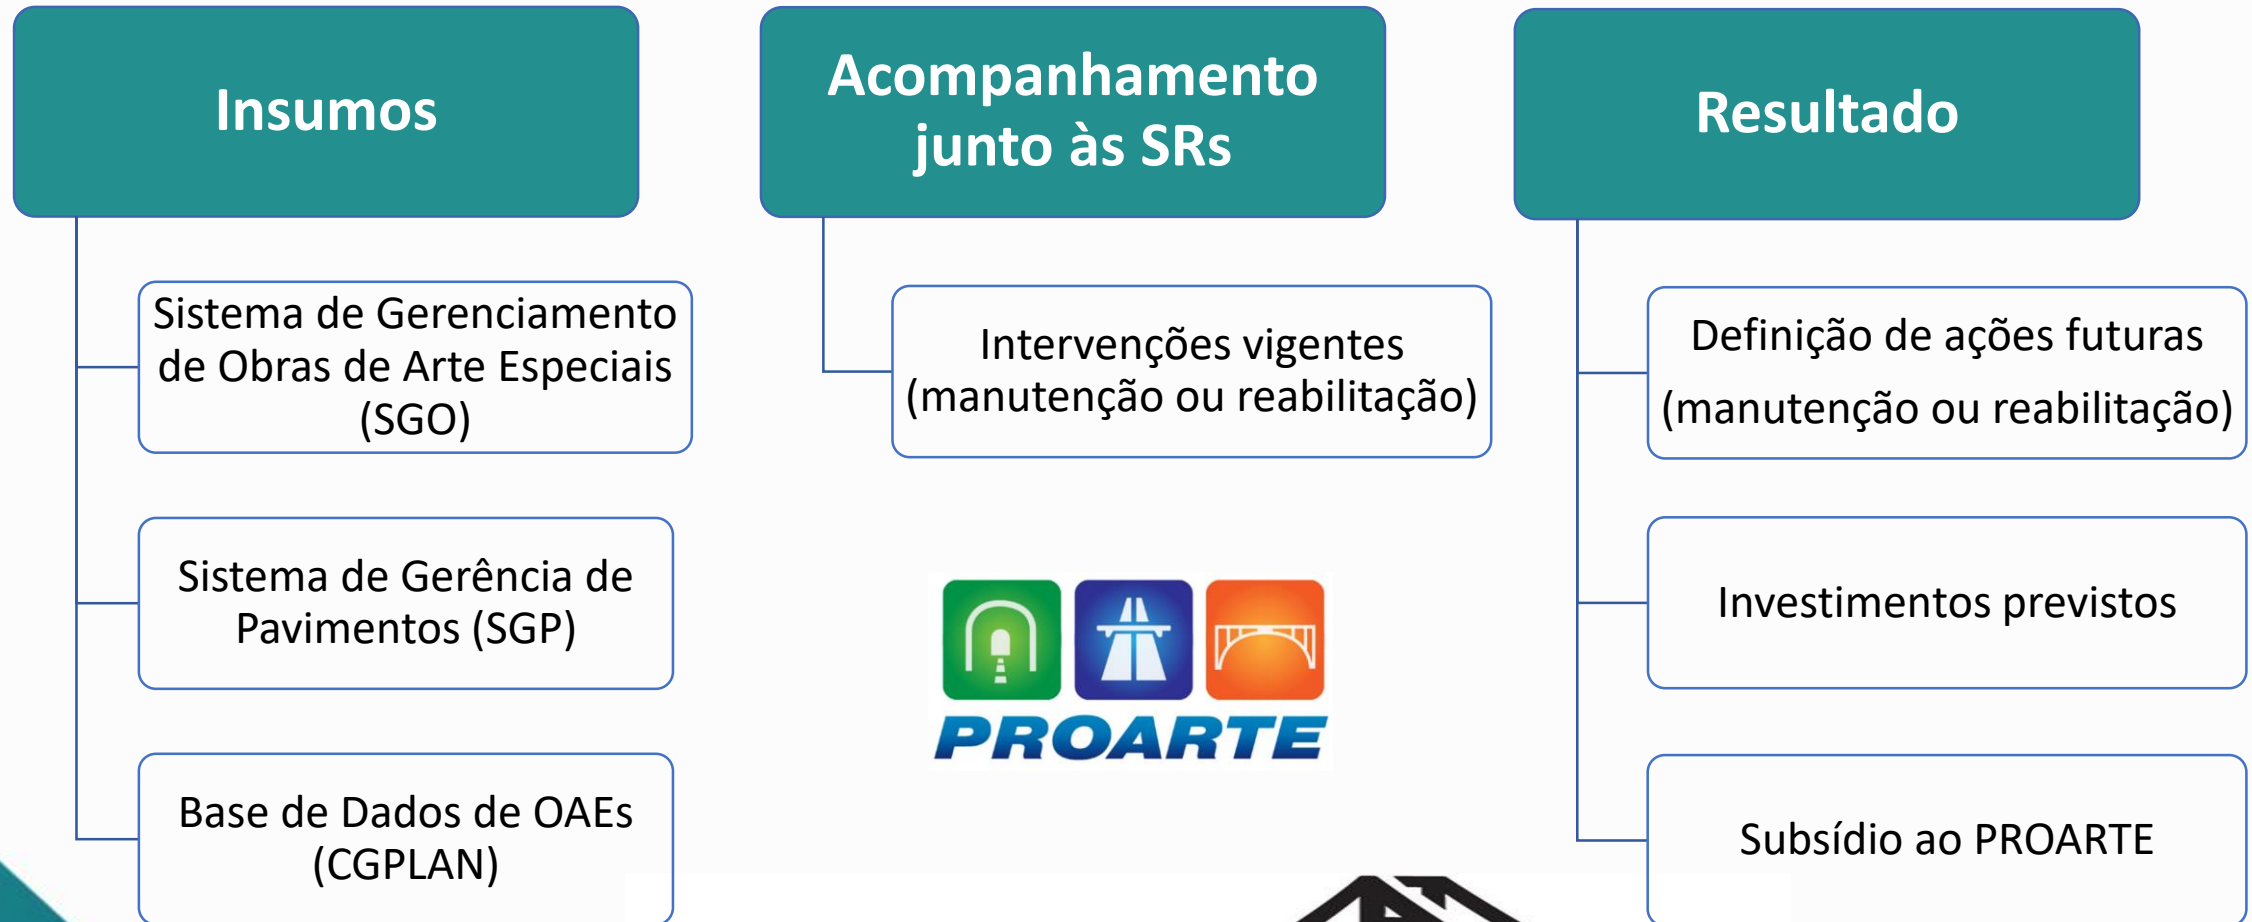 Insumos
Sistema de Gerenciamento
de Obras de Arte Especiais
(SGO)
Sistema de Gerência de
Pavimentos (SGP)
Base de Dados de OAEs
(CGPLAN)
Acompanhamento
junto às SRs
Intervenções vigentes
(manutenção ou reabilitação)
PROARTE
Resultado
Definição de ações futuras
(manutenção ou reabilitação)
Investimentos previstos
Subsídio ao PROARTE